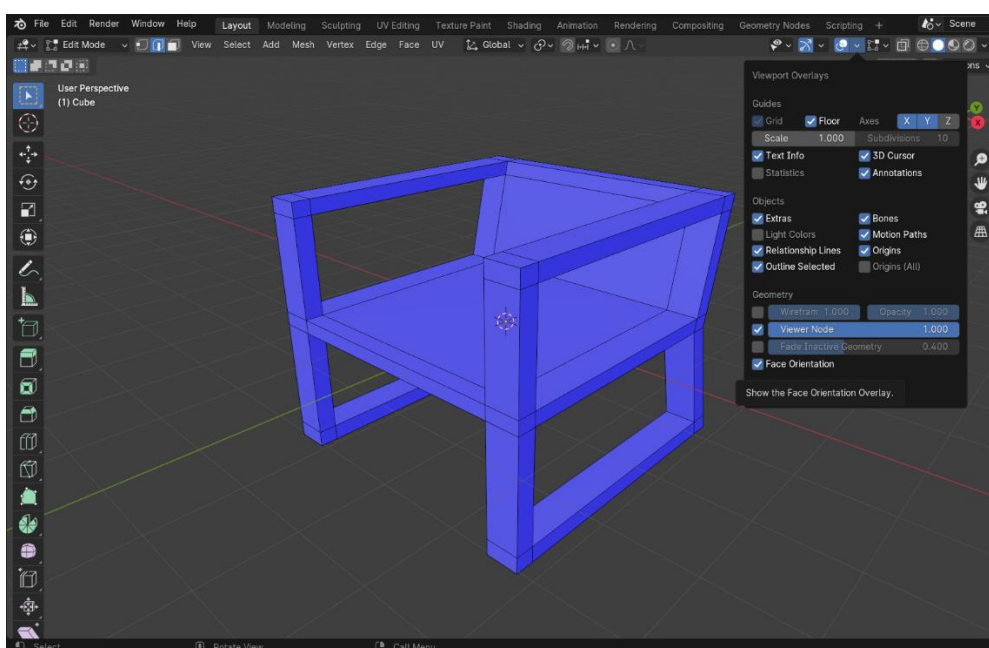 File Edit Render Window Help Layout Modeling Sculpting UV Editing Texture Paint Shading Animation Rendering Compositing Geometry Nodes Scripting + Scene
Edit Mode View Select Add Mesh Vertex Edge Face UV Global
ons
User Perspective
(1) Cube
Viewport Overlays
Guides
Grid Floor Axes X Y Z
Scale 1.000 Subdivisions 10
Text Info 3D Cursor
Statistics Annotations
Objects
Extras Bones
Light Colors Motion Paths
Relationship Lines Origins
Outline Selected Origins (All)
Geometry
Wirefram 1.000 Opacity 1.000
Viewer Node 1.000
Fade Inactive Geometry 0.400
Face Orientation
Show the Face Orientation Overlay.
Y
X
Select Rotate View Call Menu